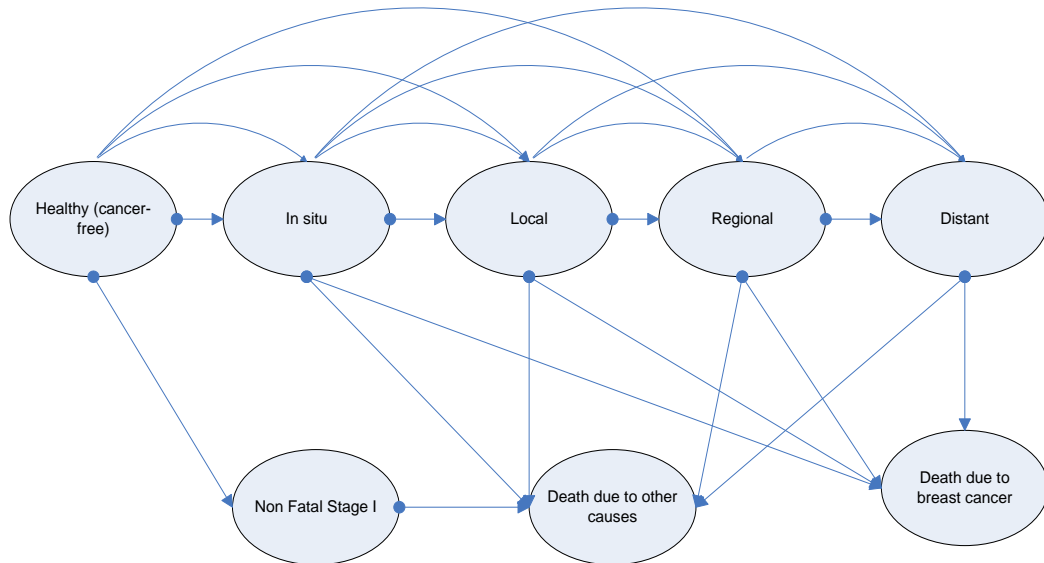 Healthy (cancer-
free)
In situ
Local
Regional
Distant
Non Fatal Stage I
Death due to other
causes
Death due to
breast cancer